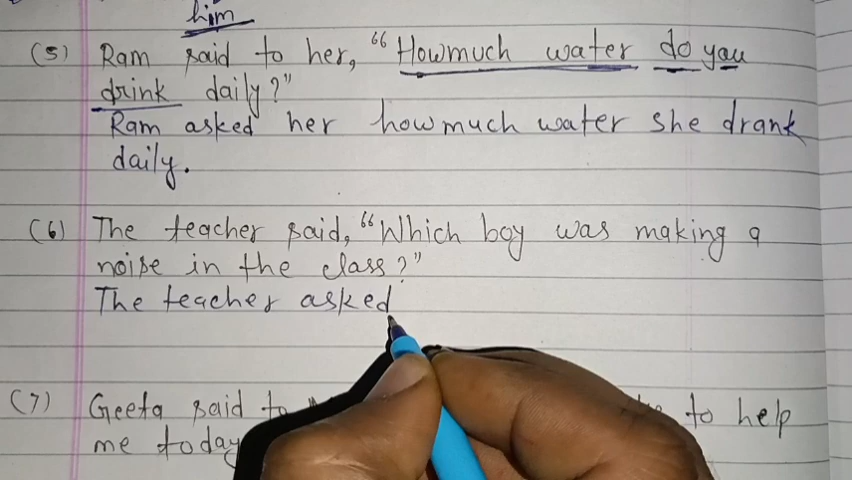 him
(5) Ram said to her, "Howmuch water do you
drink daily?"
Ram asked her howmuch water she drank
daily.
(6) The teacher said, "Which boy was making a
noise in the class?"
The teacher asked
(7) Geeta said to to help
me today